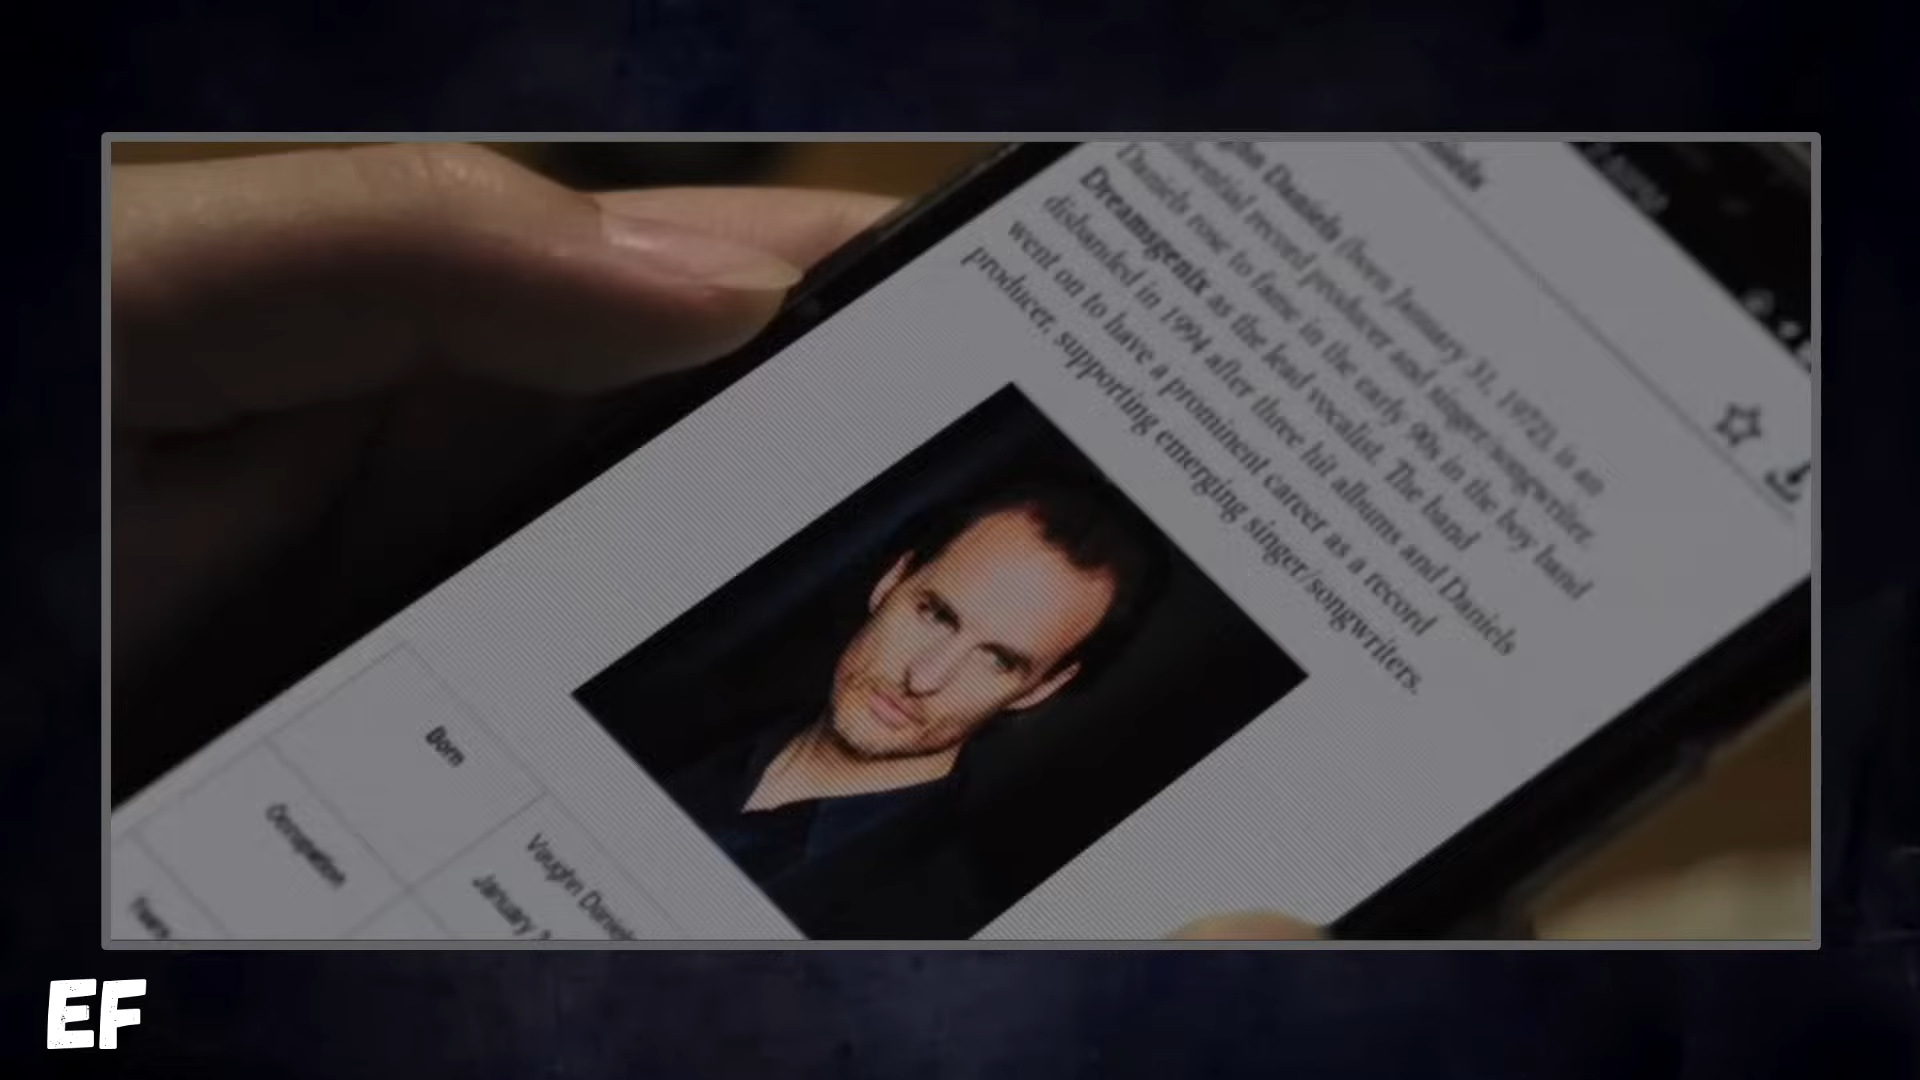 Daniels (born January 31, 1972), is an
record producer and singer/songwriter.
Daniels rose to fame in the early 90s in the boy band
Dreamgenix as the lead vocalist. The band
disbanded in 1994 after three hit albums and Daniels
went on to have a prominent career as a record
producer, supporting emerging singer/songwriters.
Born
Vaughn Daniels
January
Occupation
Years
EF